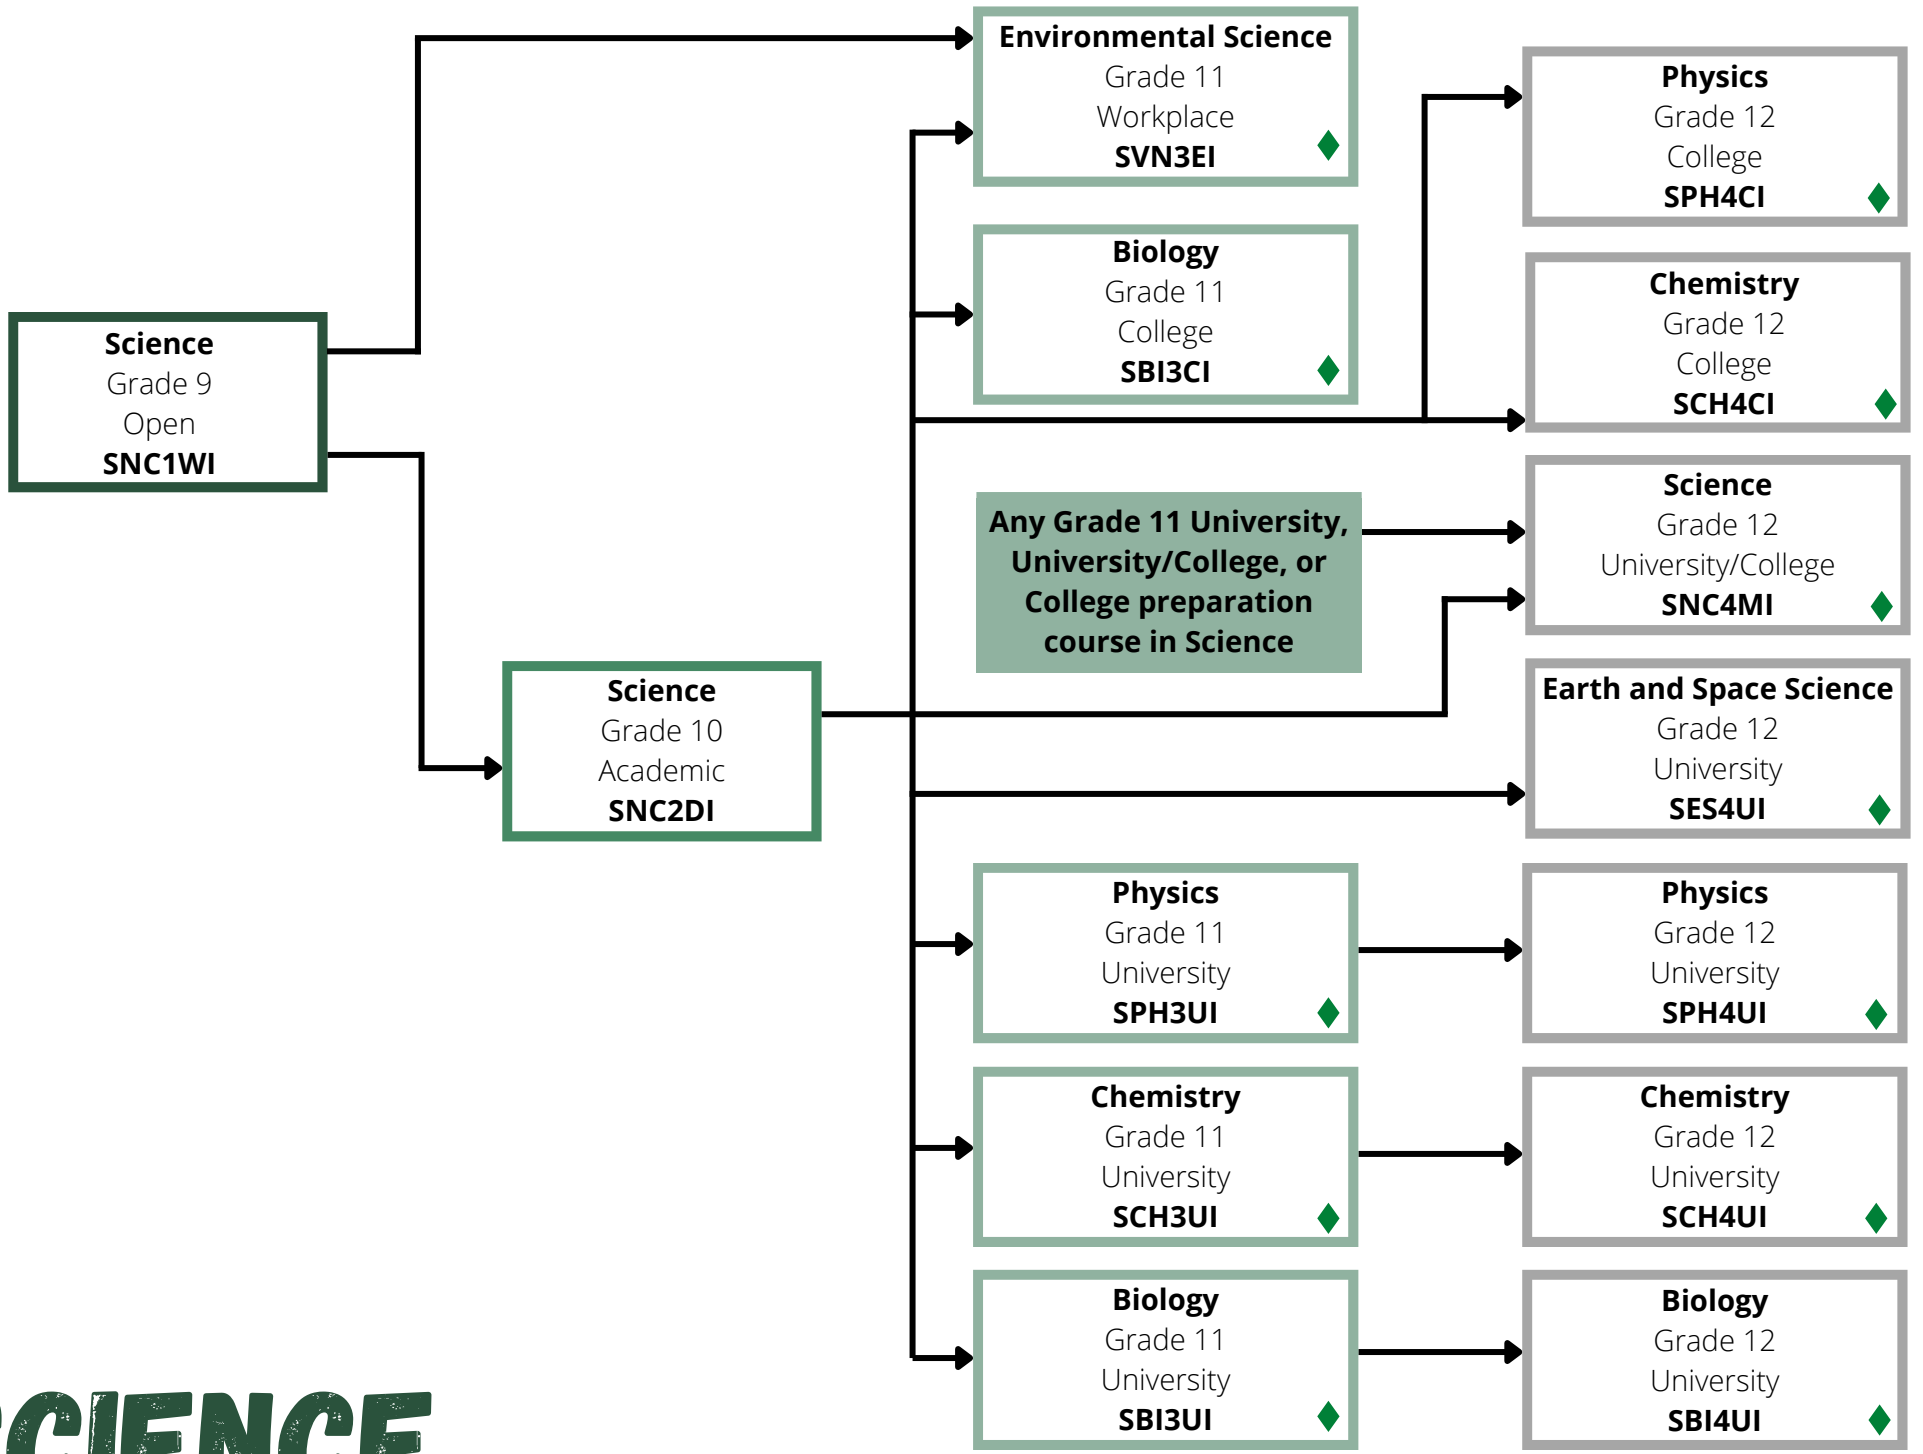 Environmental Science
Grade 11
Workplace
SVN3EI
Physics
Grade 12
College
SPH4CI
Biology
Grade 11
College
SBI3CI
Chemistry
Grade 12
College
SCH4CI
Science
Grade 9
Open
SNC1WI
Any Grade 11 University,
University/College, or
College preparation
course in Science
Science
Grade 12
University/College
SNC4MI
Science
Grade 10
Academic
SNC2DI
Earth and Space Science
Grade 12
University
SES4UI
Physics
Grade 11
University
SPH3UI
Physics
Grade 12
University
SPH4UI
Chemistry
Grade 11
University
SCH3UI
Chemistry
Grade 12
University
SCH4UI
Biology
Grade 11
University
SBI3UI
Biology
Grade 12
University
SBI4UI
SCIENCE